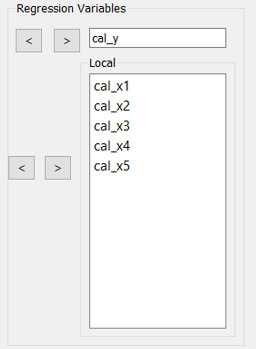 Regression Variables
< > cal_y
Local
cal_x1
cal_x2
cal_x3
cal_x4
< > cal_x5